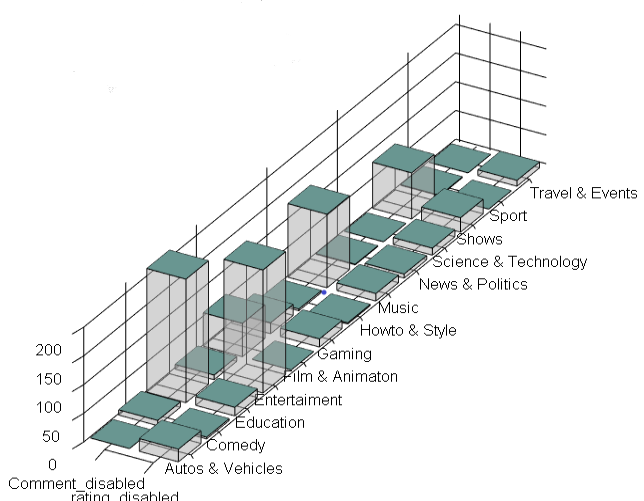 200
150
100
50
0
Travel & Events
Sport
Shows
Science & Technology
News & Politics
Music
Howto & Style
Gaming
Film & Animaton
Entertaiment
Education
Comedy
Autos & Vehicles
Comment_disabled
rating_disabled